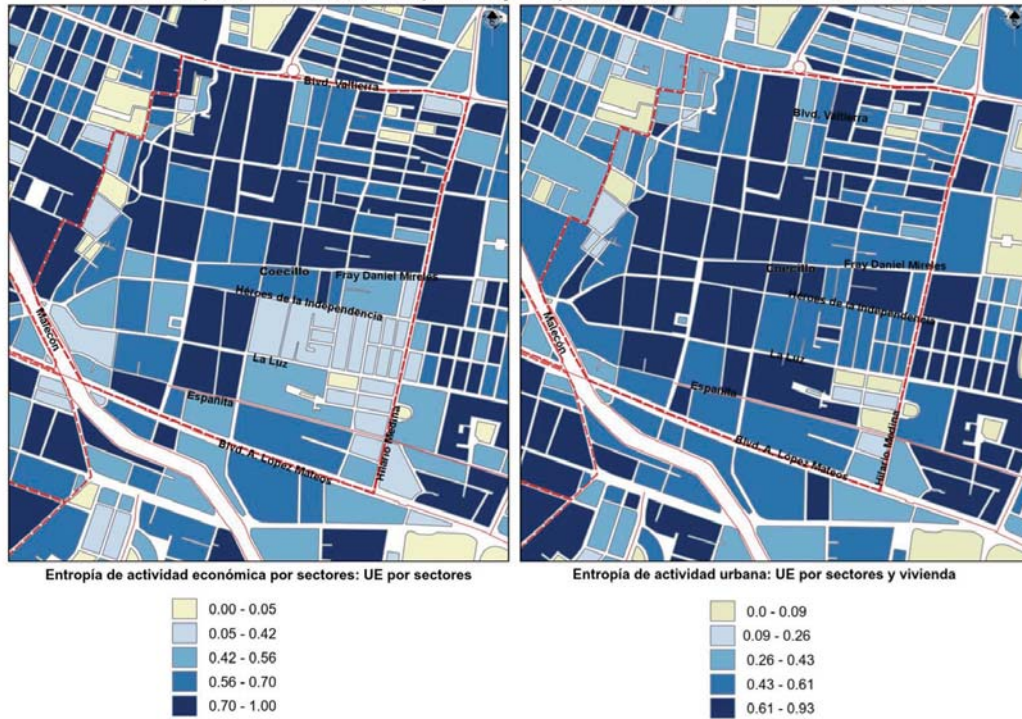 Blvd. Valtierra
Coecillo
Fray Daniel Mireles
Héroes de la Independencia
Malecón
La Luz
Españita
Blvd. A. López Mateos
Hilario Medina
Entropía de actividad económica por sectores: UE por sectores
0.00 - 0.05
0.05 - 0.42
0.42 - 0.56
0.56 - 0.70
0.70 - 1.00
Blvd. Valtierra
Coecillo
Fray Daniel Mireles
Héroes de la Independencia
Malecón
La Luz
Españita
Blvd. A. López Mateos
Hilario Medina
Entropía de actividad urbana: UE por sectores y vivienda
0.0 - 0.09
0.09 - 0.26
0.26 - 0.43
0.43 - 0.61
0.61 - 0.93